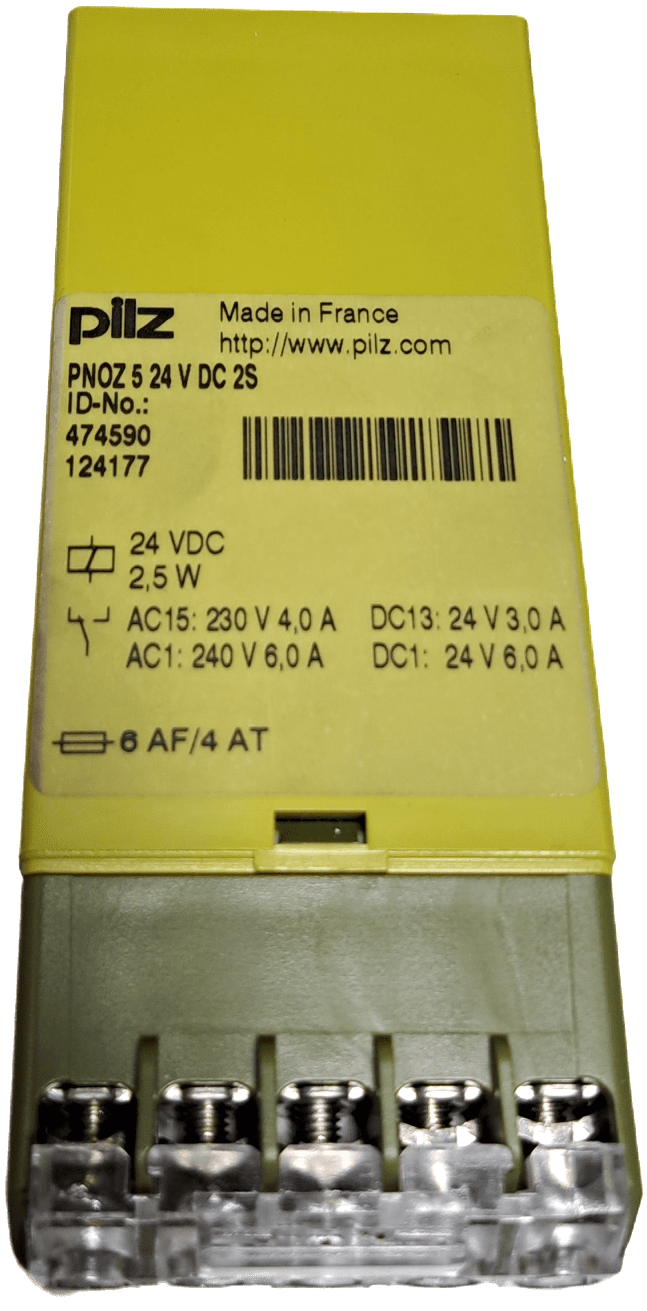 pilz
Made in France
http://www.pilz.com
PNOZ 5 24 V DC 2S
ID-No.:
474590
124177
24 VDC
2,5 W
AC15: 230 V 4,0 A DC13: 24 V 3,0 A
AC1: 240 V 6,0 A DC1: 24 V 6,0 A
6 AF/4 AT